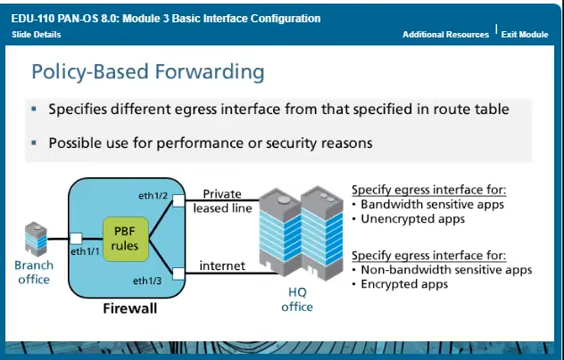 EDU-110 PAN-OS 8.0: Module 3 Basic Interface Configuration
Slide Details
Additional Resources | Exit Module
Policy-Based Forwarding
▪ Specifies different egress interface from that specified in route table
▪ Possible use for performance or security reasons
eth1/2
Private
leased line
PBF
rules
eth1/1
Branch
office
eth1/3
internet
Firewall
HQ
office
Specify egress interface for:
• Bandwidth sensitive apps
• Unencrypted apps
Specify egress interface for:
• Non-bandwidth sensitive apps
• Encrypted apps